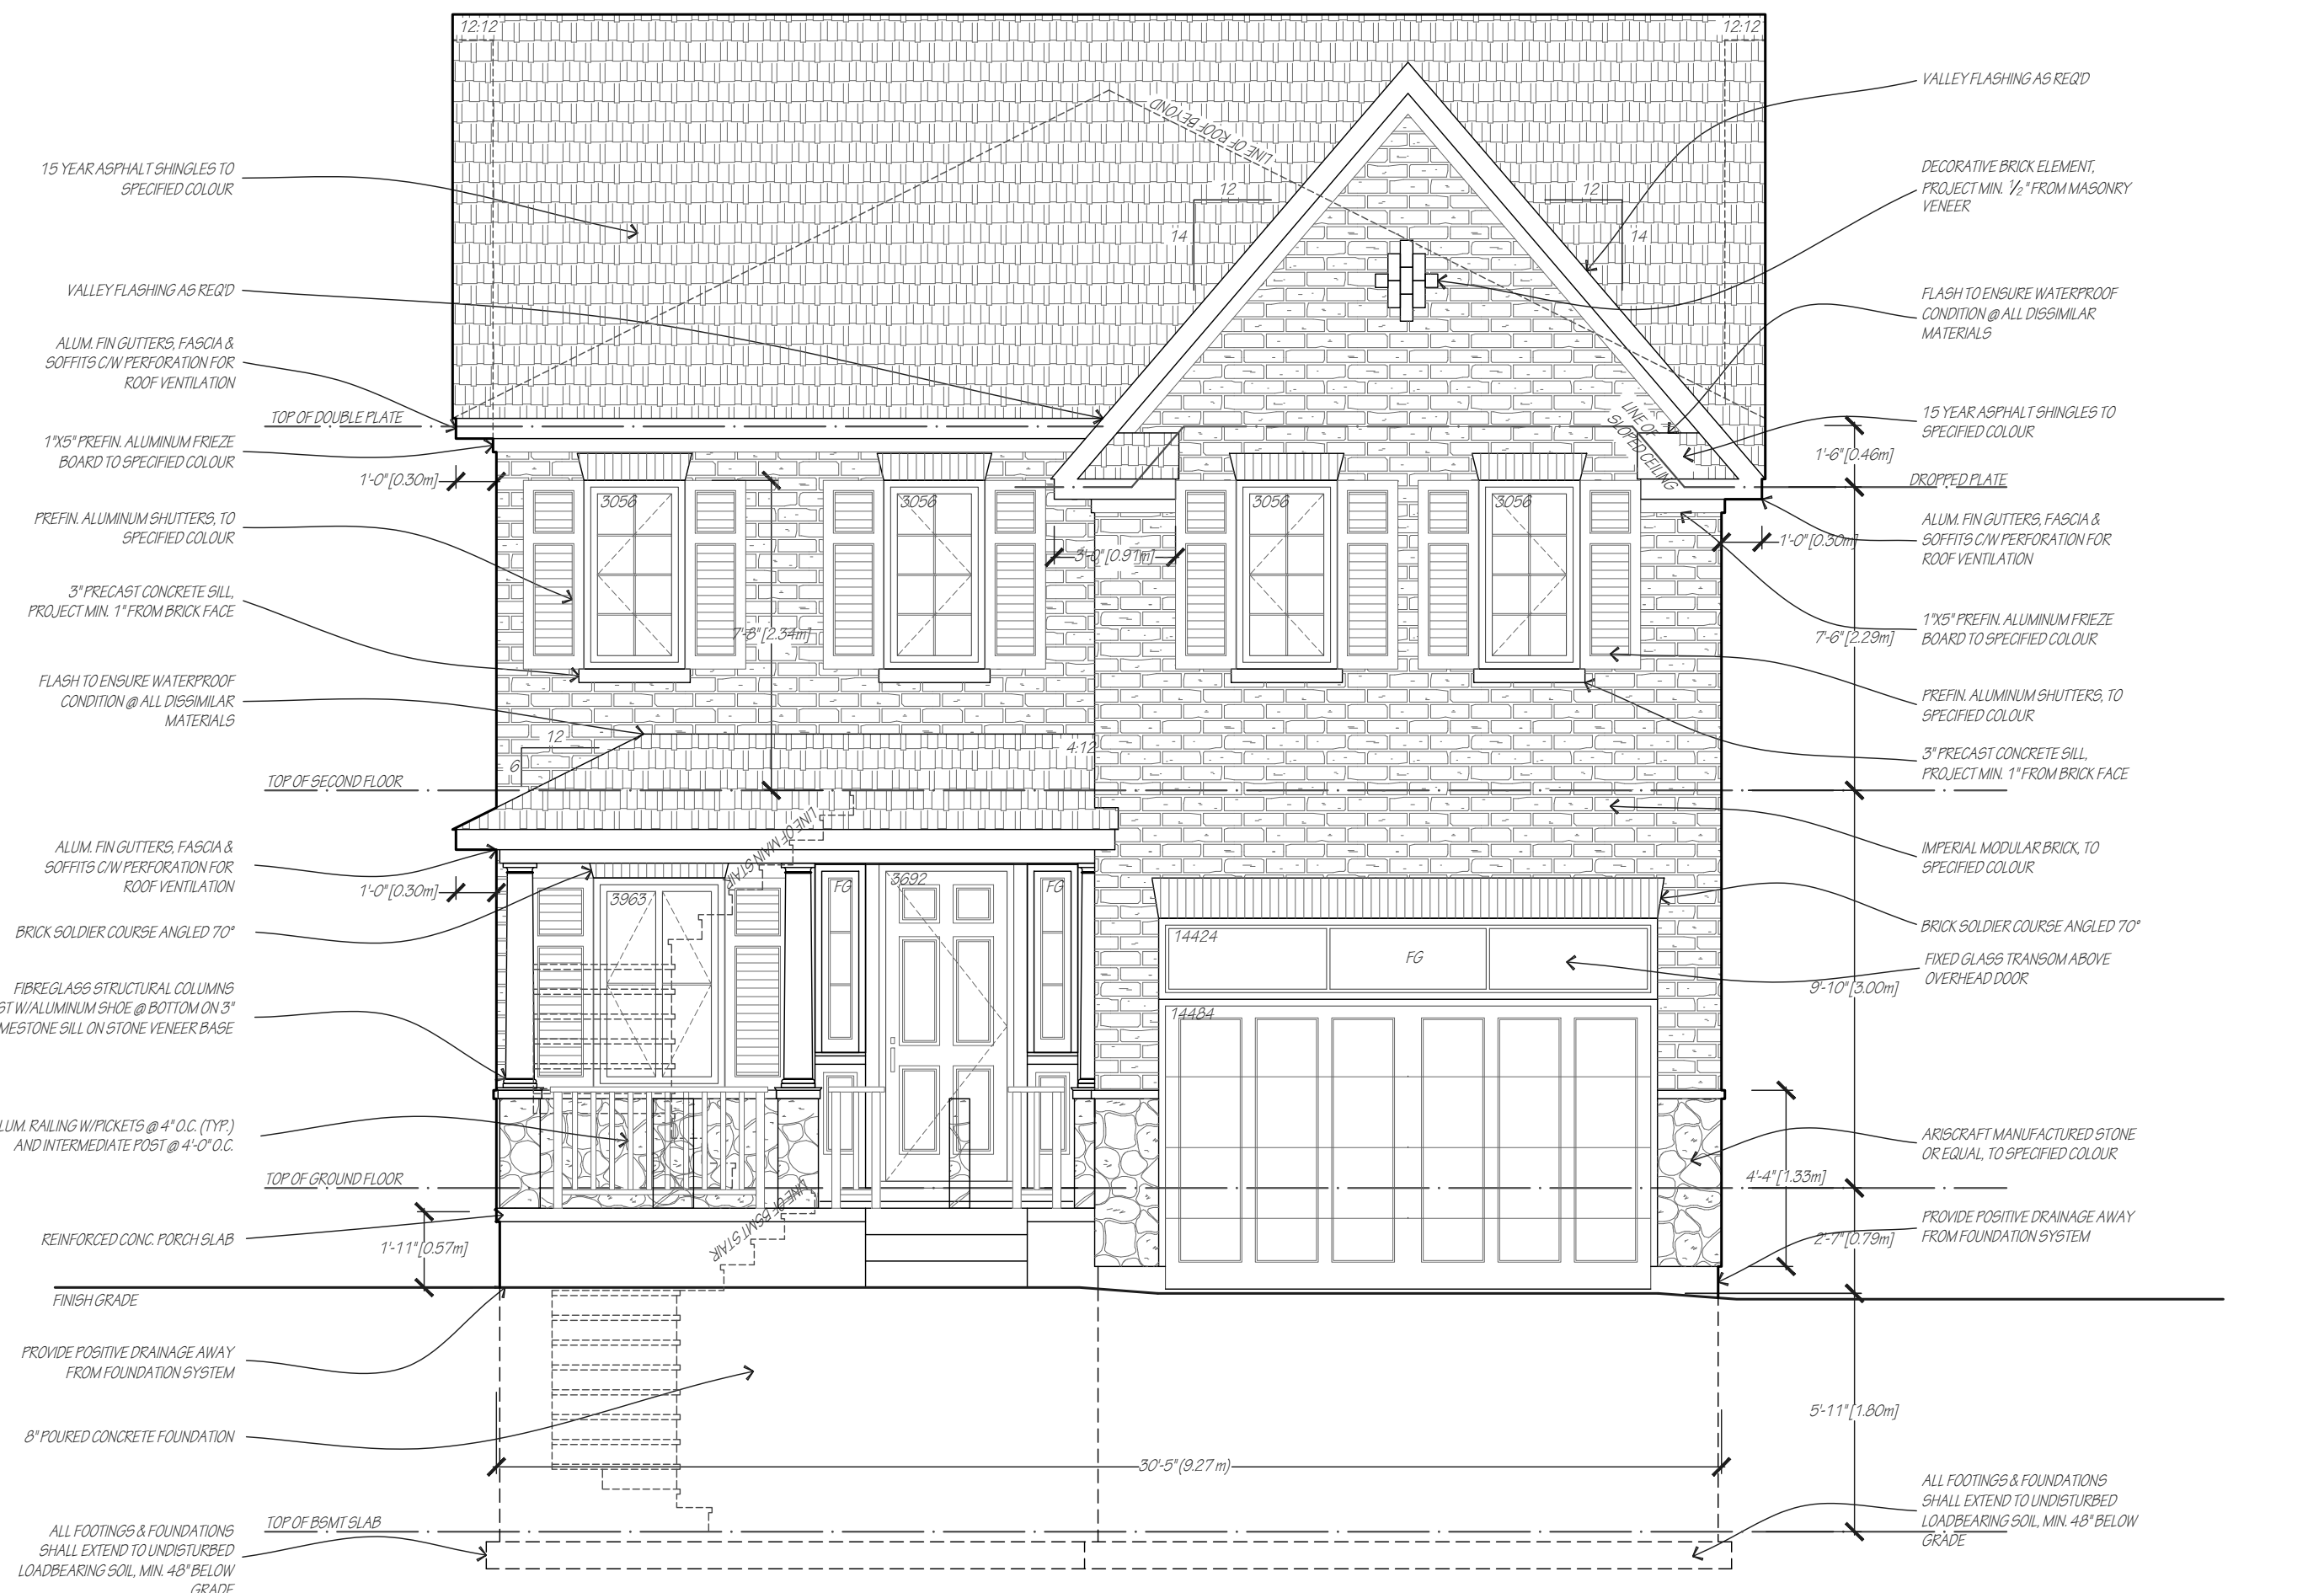 12:12
12:12
15 YEAR ASPHALT SHINGLES TO
SPECIFIED COLOUR
VALLEY FLASHING AS REQ'D
ALUM. FIN GUTTERS, FASCIA &
SOFFITS C/W PERFORATION FOR
ROOF VENTILATION
TOP OF DOUBLE PLATE
1"X5" PREFIN. ALUMINUM FRIEZE
BOARD TO SPECIFIED COLOUR
1'-0" [0.30m]
PREFIN. ALUMINUM SHUTTERS, TO
SPECIFIED COLOUR
3" PRECAST CONCRETE SILL,
PROJECT MIN. 1" FROM BRICK FACE
FLASH TO ENSURE WATERPROOF
CONDITION @ ALL DISSIMILAR
MATERIALS
TOP OF SECOND FLOOR
ALUM. FIN GUTTERS, FASCIA &
SOFFITS C/W PERFORATION FOR
ROOF VENTILATION
1'-0" [0.30m]
BRICK SOLDIER COURSE ANGLED 70°
FIBREGLASS STRUCTURAL COLUMNS
ST W/ALUMINUM SHOE @ BOTTOM ON 3"
MESTONE SILL ON STONE VENEER BASE
LUM. RAILING W/PICKETS @ 4" O.C. (TYP.)
AND INTERMEDIATE POST @ 4'-0" O.C.
TOP OF GROUND FLOOR
REINFORCED CONC. PORCH SLAB
1'-11" [0.57m]
FINISH GRADE
PROVIDE POSITIVE DRAINAGE AWAY
FROM FOUNDATION SYSTEM
8" POURED CONCRETE FOUNDATION
TOP OF BSMT SLAB
ALL FOOTINGS & FOUNDATIONS
SHALL EXTEND TO UNDISTURBED
LOADBEARING SOIL, MIN. 48" BELOW
GRADE
LINE OF ROOF BEYOND
12
14
12
14
LINE OF
SLOPED CEILING
3056
3056
3056
3056
3'-0" [0.91m]
7'-8" [2.34m]
12
6
4:12
LINE OF MAIN STAIR
3963
FG
3692
FG
14424
FG
14484
LINE OF BSMT STAIR
30'-5" (9.27 m)
VALLEY FLASHING AS REQ'D
DECORATIVE BRICK ELEMENT,
PROJECT MIN. 1/2" FROM MASONRY
VENEER
FLASH TO ENSURE WATERPROOF
CONDITION @ ALL DISSIMILAR
MATERIALS
15 YEAR ASPHALT SHINGLES TO
SPECIFIED COLOUR
1'-6" [0.46m]
DROPPED PLATE
ALUM. FIN GUTTERS, FASCIA &
SOFFITS C/W PERFORATION FOR
ROOF VENTILATION
1'-0" [0.30m]
1"X5" PREFIN. ALUMINUM FRIEZE
BOARD TO SPECIFIED COLOUR
7'-6" [2.29m]
PREFIN. ALUMINUM SHUTTERS, TO
SPECIFIED COLOUR
3" PRECAST CONCRETE SILL,
PROJECT MIN. 1" FROM BRICK FACE
IMPERIAL MODULAR BRICK, TO
SPECIFIED COLOUR
BRICK SOLDIER COURSE ANGLED 70°
FIXED GLASS TRANSOM ABOVE
OVERHEAD DOOR
9'-10" [3.00m]
ARISCRAFT MANUFACTURED STONE
OR EQUAL, TO SPECIFIED COLOUR
4'-4" [1.33m]
PROVIDE POSITIVE DRAINAGE AWAY
FROM FOUNDATION SYSTEM
2'-7" [0.79m]
5'-11" [1.80m]
ALL FOOTINGS & FOUNDATIONS
SHALL EXTEND TO UNDISTURBED
LOADBEARING SOIL, MIN. 48" BELOW
GRADE